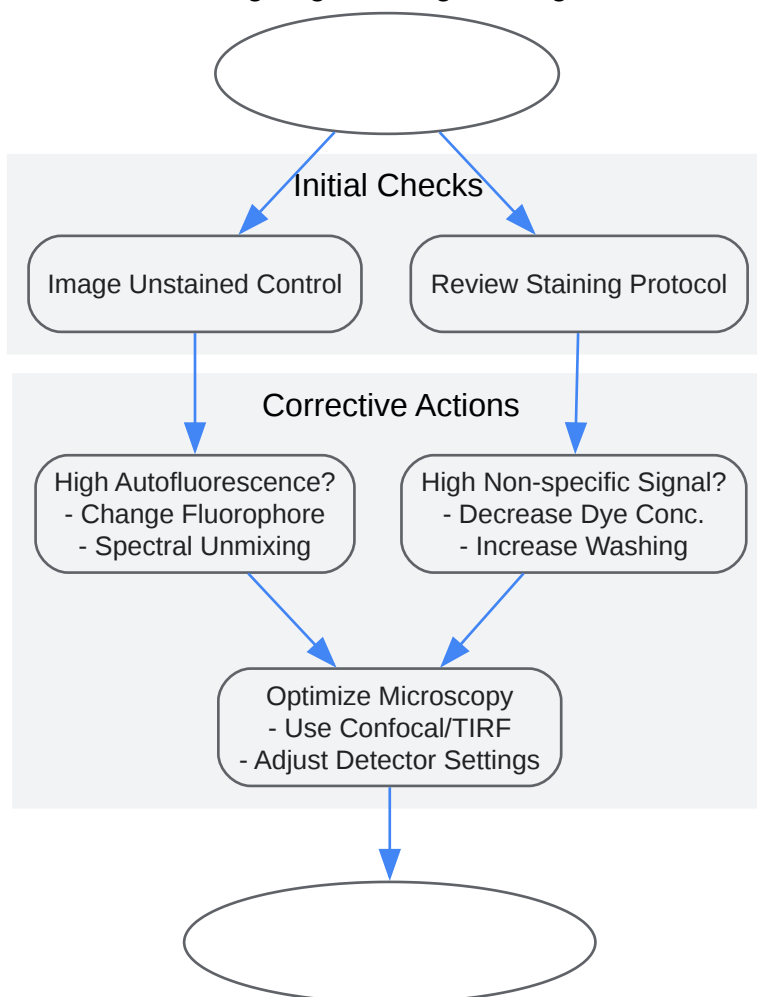 Initial Checks
Image Unstained Control
Review Staining Protocol
Corrective Actions
High Autofluorescence?
- Change Fluorophore
- Spectral Unmixing
High Non-specific Signal?
- Decrease Dye Conc.
- Increase Washing
Optimize Microscopy
- Use Confocal/TIRF
- Adjust Detector Settings